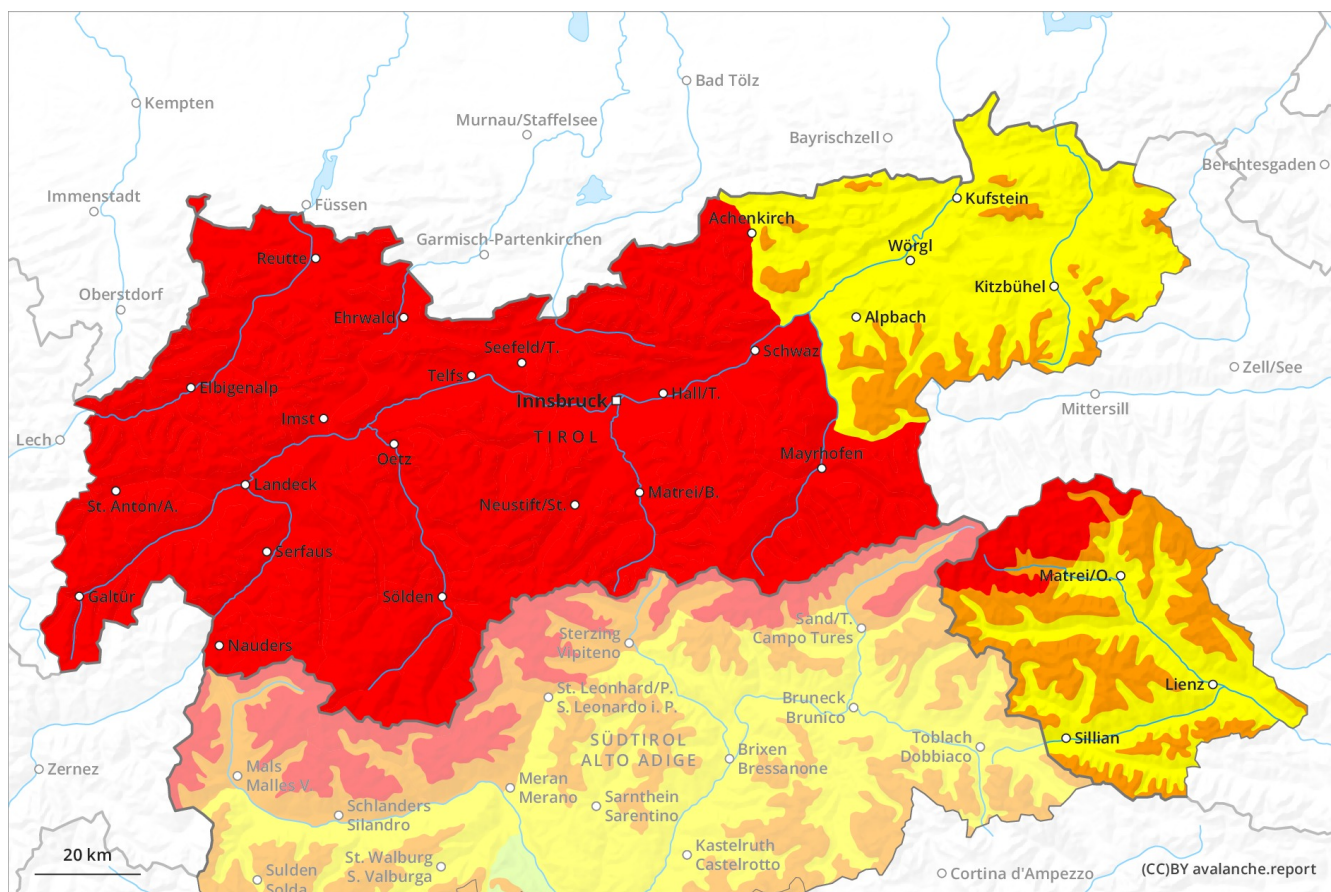 Bad Tölz
Kempten
Murnau/Staffelsee
Bayrischzell
Berchtesgaden
Immenstadt
Füssen
Kufstein
Achenkirch
Garmisch-Partenkirchen
Wörgl
Reutte
Kitzbühel
Oberstdorf
Ehrwald
Alpbach
Seefeld/T.
Schwaz
Zell/See
Telfs
Elbigenalp
Hall/T.
Innsbruck
Mittersill
Imst
TIROL
Lech
Mayrhofen
Oetz
Landeck
Matrei/B.
St. Anton/A.
Neustift/St.
Serfaus
Matrei/O.
Galtür
Sölden
Sand/T.
Campo Tures
Sterzing
Vipiteno
Nauders
Lienz
St. Leonhard/P.
S. Leonardo i. P.
Bruneck
Brunico
SÜDTIROL
ALTO ADIGE
Toblach
Dobbiaco
Sillian
Brixen
Bressanone
Zernez
Mals
Malles V.
Meran
Merano
Sarnthein
Sarentino
Schlanders
Silandro
Kastelruth
Castelrotto
20 km
St. Walburg
S. Valburga
Sulden
Solda
Cortina d'Ampezzo
(CC)BY avalanche.report